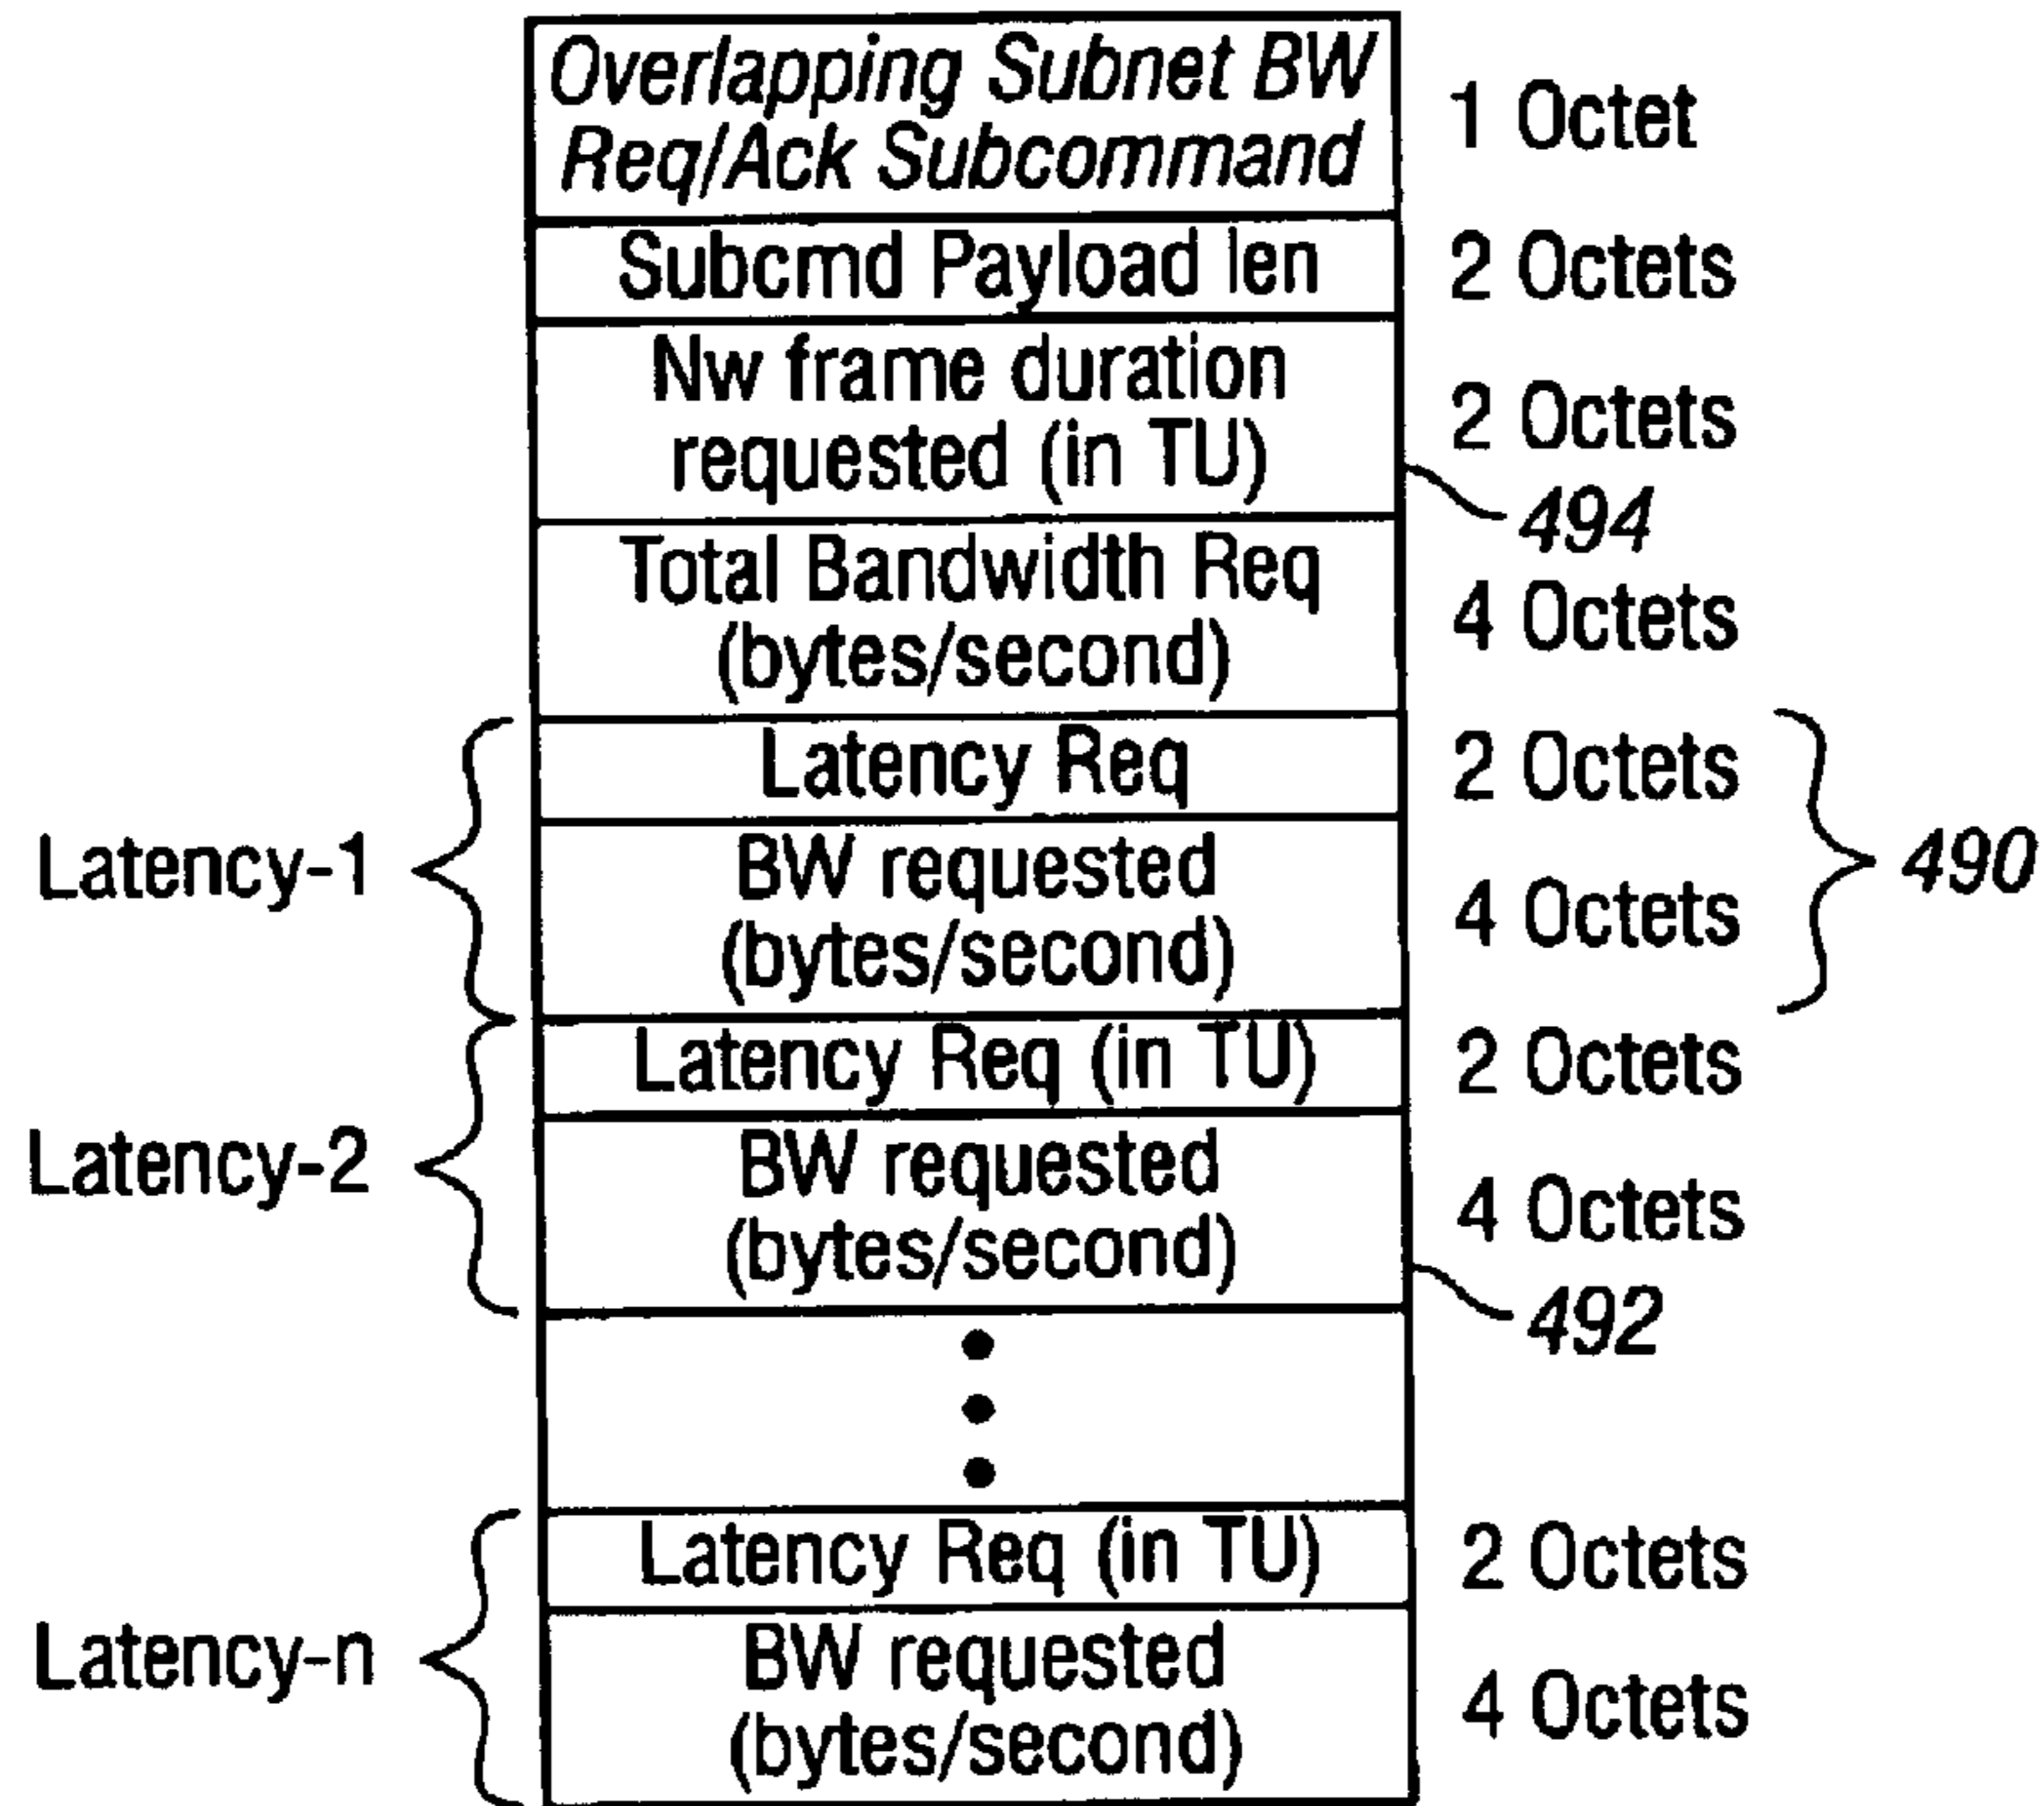 Overlapping Subnet BW
Req/Ack Subcommand
1 Octet
Subcmd Payload len
2 Octets
Nw frame duration
requested (in TU)
2 Octets
494
Total Bandwidth Req
(bytes/second)
4 Octets
Latency-1
Latency Req
2 Octets
BW requested
(bytes/second)
4 Octets
490
Latency-2
Latency Req (in TU)
2 Octets
BW requested
(bytes/second)
4 Octets
492
Latency-n
Latency Req (in TU)
2 Octets
BW requested
(bytes/second)
4 Octets